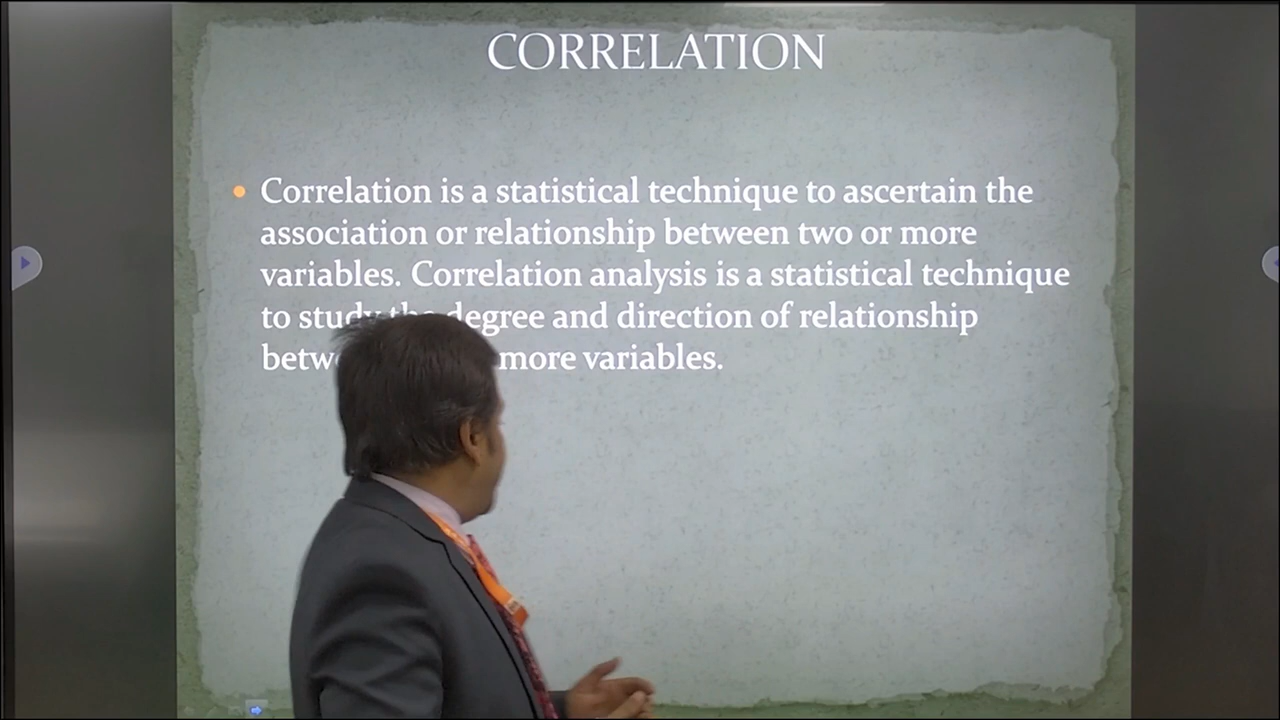 CORRELATION
Correlation is a statistical technique to ascertain the
association or relationship between two or more
variables. Correlation analysis is a statistical technique
to study the degree and direction of relationship
more variables.